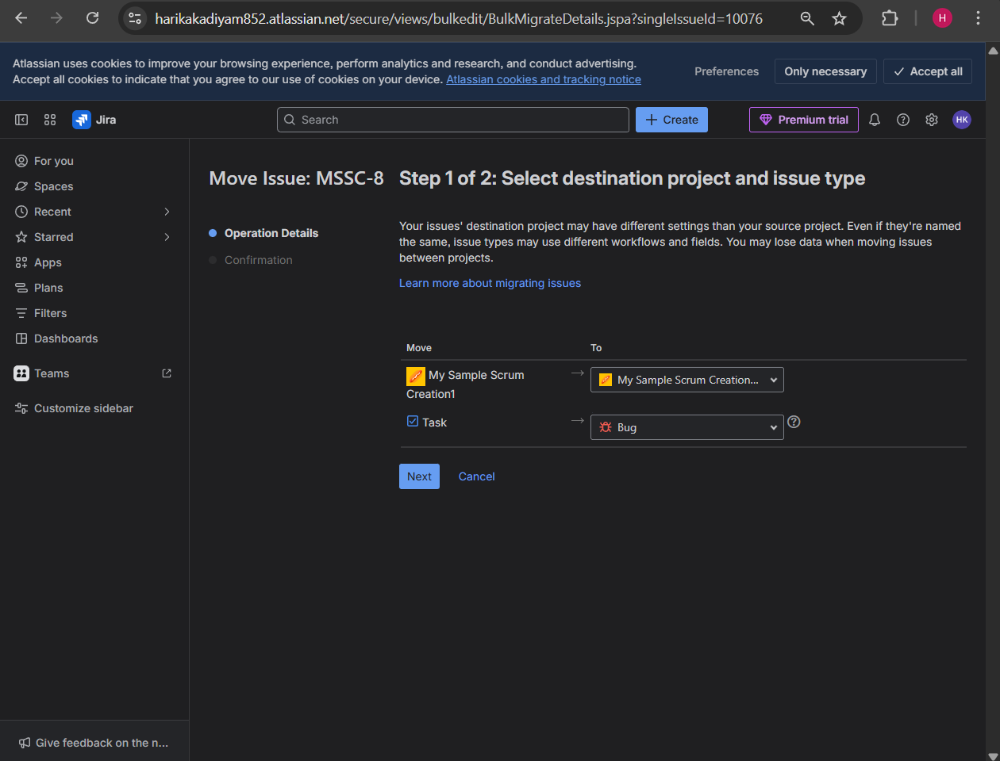 harikakadiyam852.atlassian.net/secure/views/bulkedit/BulkMigrateDetails.jspa?singleIssueId=10076
H
Atlassian uses cookies to improve your browsing experience, perform analytics and research, and conduct advertising.
Accept all cookies to indicate that you agree to our use of cookies on your device. Atlassian cookies and tracking notice
Preferences
Only necessary
Accept all
Jira
Search
Create
Premium trial
HK
For you
Spaces
Recent
Starred
Apps
Plans
Filters
Dashboards
Teams
Customize sidebar
Give feedback on the n...
Move Issue: MSSC-8
Operation Details
Confirmation
Step 1 of 2: Select destination project and issue type
Your issues' destination project may have different settings than your source project. Even if they're named
the same, issue types may use different workflows and fields. You may lose data when moving issues
between projects.
Learn more about migrating issues
Move To
My Sample Scrum
Creation1
My Sample Scrum Creation...
Task
Bug
Next Cancel